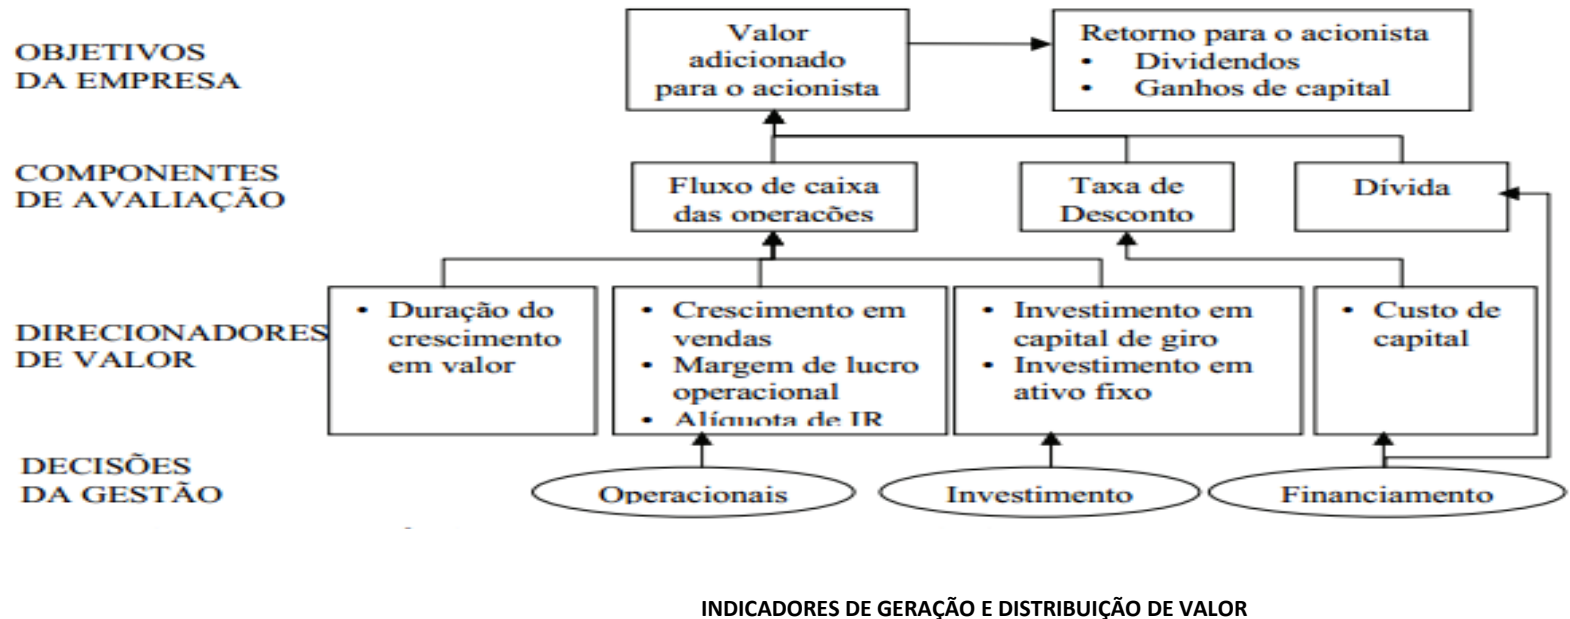 OBJETIVOS
DA EMPRESA
Valor
adicionado
para o acionista
Retorno para o acionista
• Dividendos
• Ganhos de capital
COMPONENTES
DE AVALIAÇÃO
Fluxo de caixa
das operações
Taxa de
Desconto
Dívida
DIRECIONADORES
DE VALOR
• Duração do
crescimento
em valor
• Crescimento em
vendas
• Margem de lucro
operacional
• Alíquota de IR
• Investimento em
capital de giro
• Investimento em
ativo fixo
• Custo de
capital
DECISÕES
DA GESTÃO
Operacionais
Investimento
Financiamento
INDICADORES DE GERAÇÃO E DISTRIBUIÇÃO DE VALOR